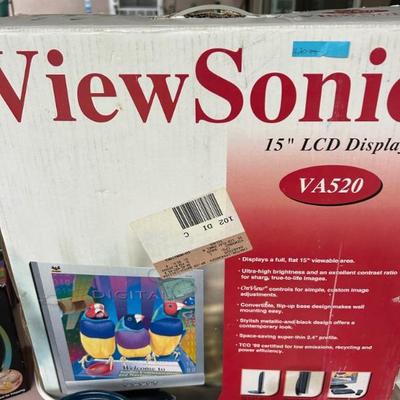 ViewSonic
15" LCD Display
VA520
102 DI C
DIGITAL
Welcome to
• Displays a full, flat 15" viewable area.
• Ultra-high brightness and an excellent contrast ratio
for sharp, true-to-life images.
• OnView® controls for simple, custom image
adjustments.
• Convertible, flip-up base design makes wall
mounting easy.
• Stylish metallic-and-black design offers a
contemporary look.
• Space-saving super-thin 2.4" profile.
• TCO '99 certified for low emissions, recycling and
power efficiency.